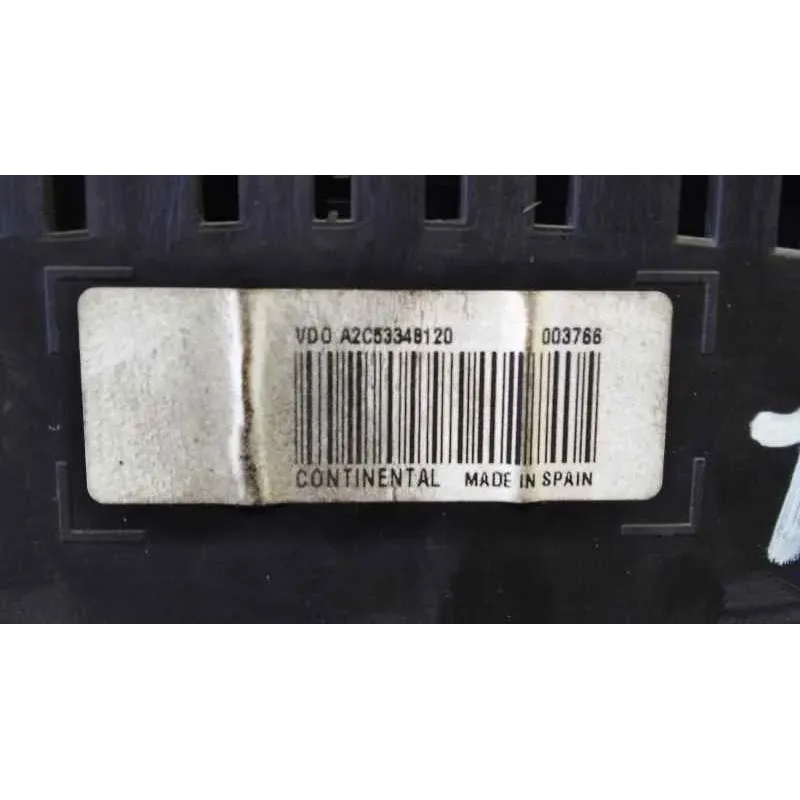 VDO A2C53348120 003766
CONTINENTAL MADE IN SPAIN